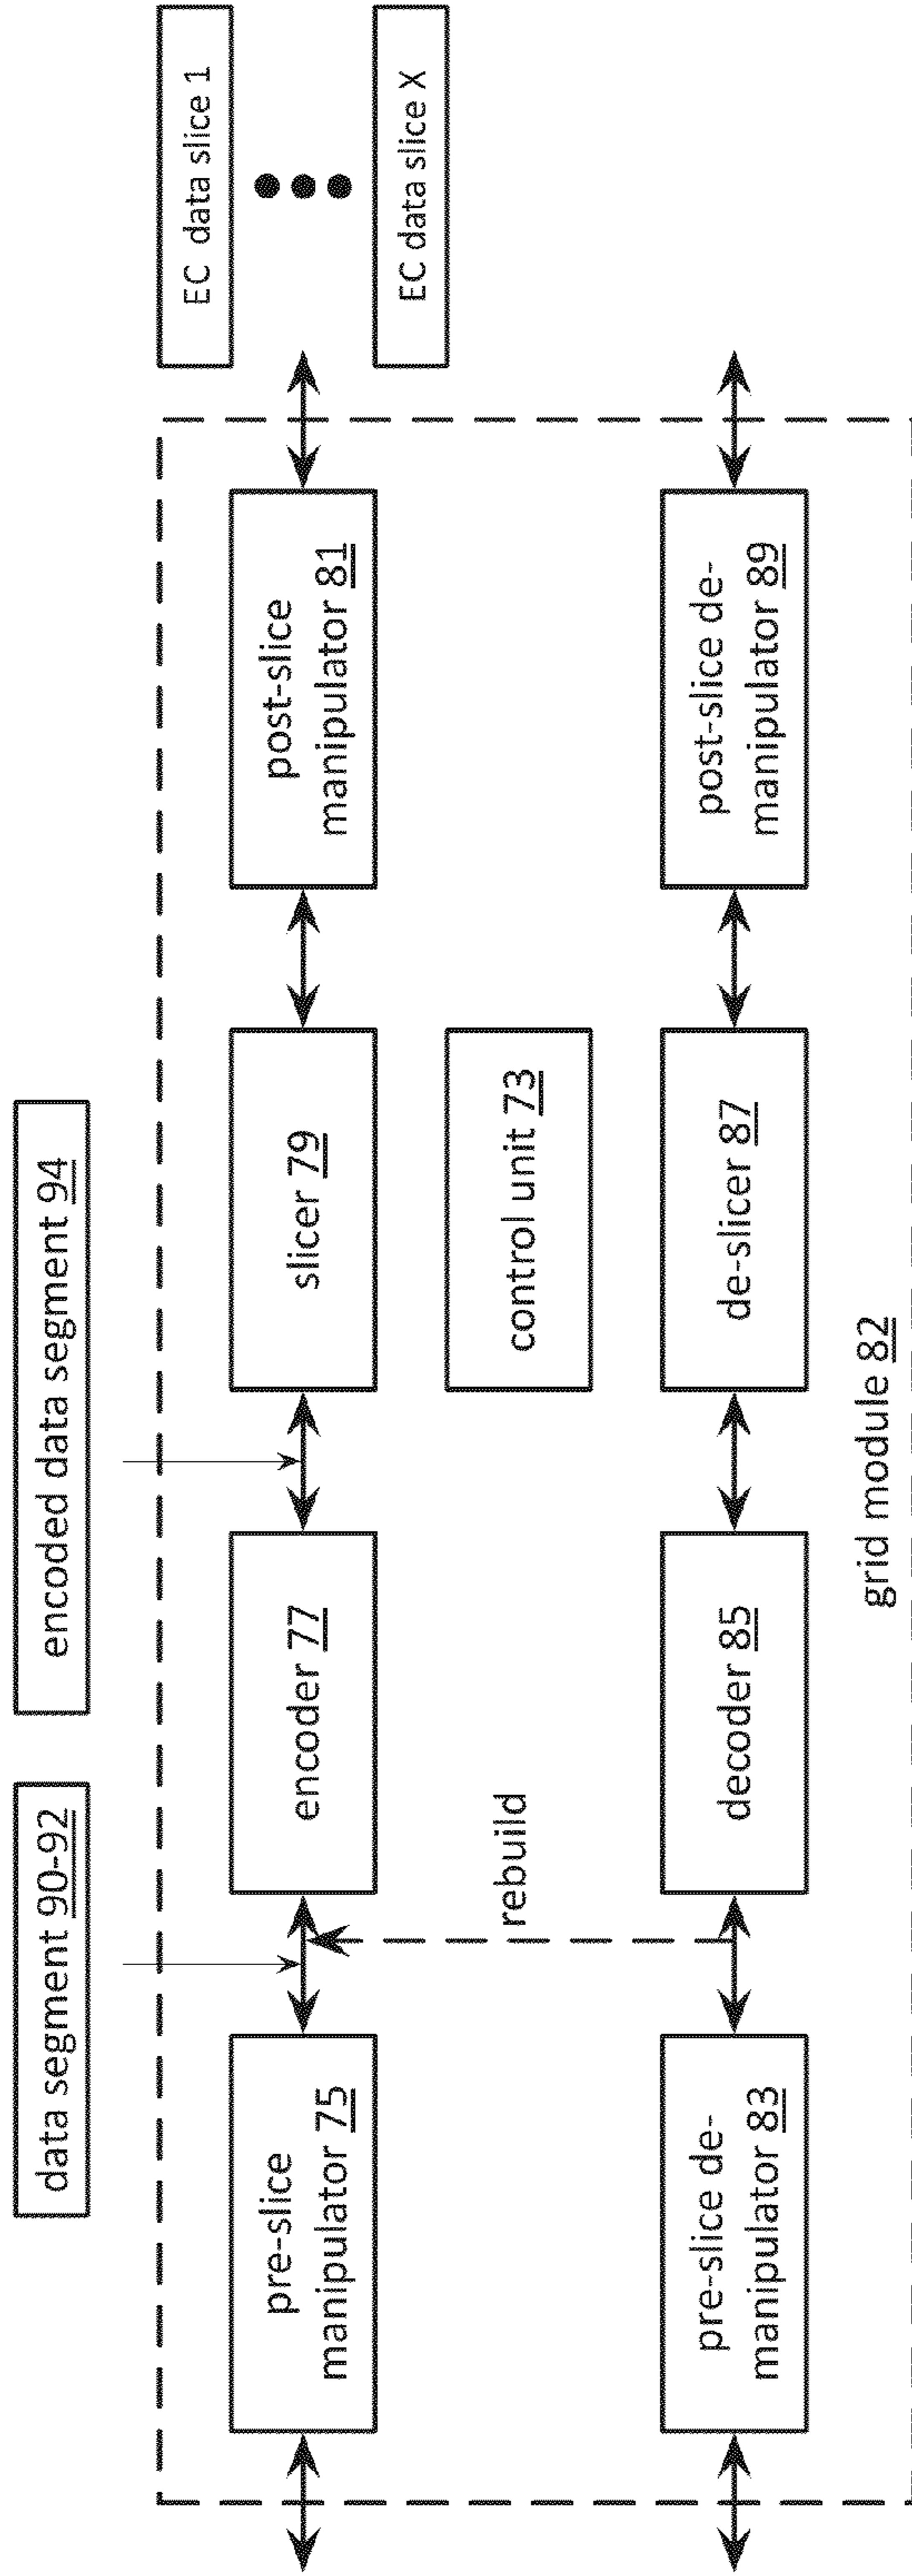 data segment 90-92
encoded data segment 94
EC data slice 1
EC data slice X
pre-slice
manipulator 75
encoder 77
slicer 79
post-slice
manipulator 81
rebuild
control unit 73
pre-slice de-
manipulator 83
decoder 85
de-slicer 87
post-slice de-
manipulator 89
grid module 82